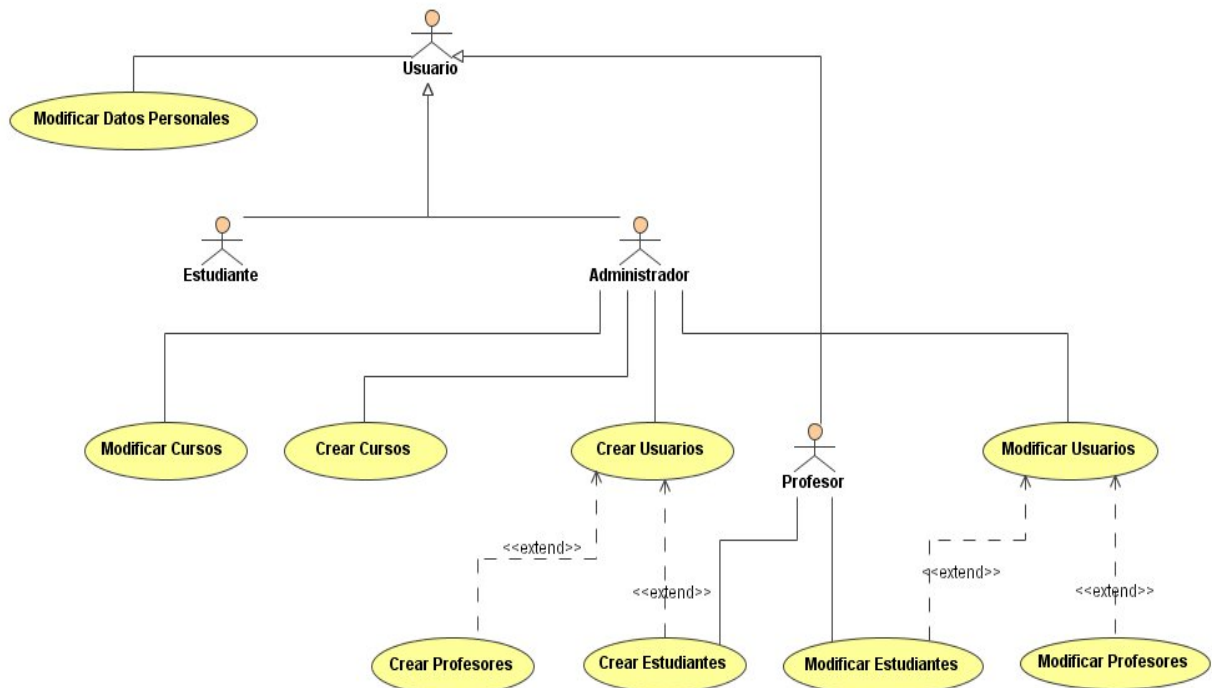 Usuario
Modificar Datos Personales
Estudiante
Administrador
Modificar Cursos
Crear Cursos
Crear Usuarios
Profesor
Modificar Usuarios
<<extend>>
<<extend>>
<<extend>>
<<extend>>
Crear Profesores
Crear Estudiantes
Modificar Estudiantes
Modificar Profesores